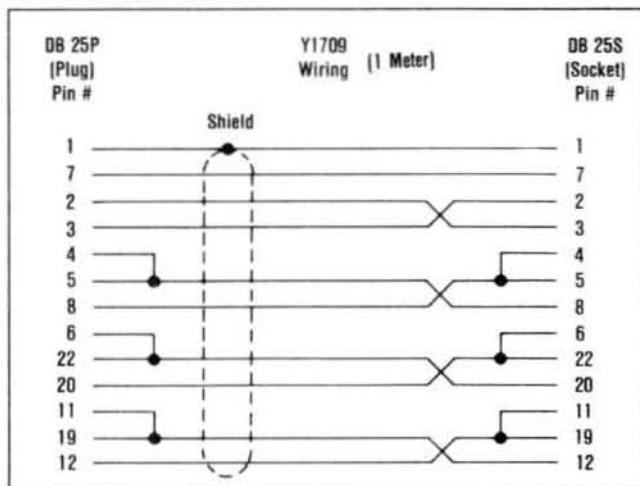 DB 25P
(Plug)
Pin #
Y1709
Wiring (1 Meter)
DB 25S
(Socket)
Pin #
Shield
1 1
7 7
2 2
3 3
4 4
5 5
8 8
6 6
22 22
20 20
11 11
19 19
12 12